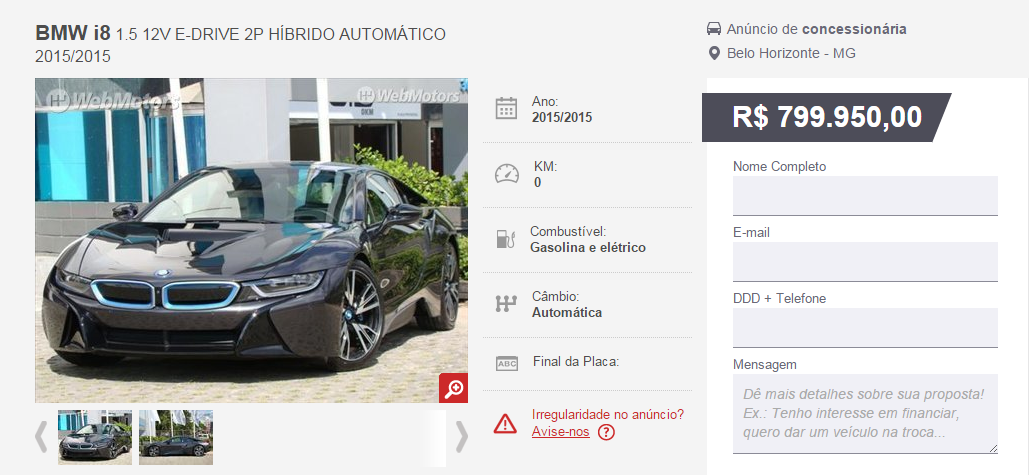 BMW i8 1.5 12V E-DRIVE 2P HÍBRIDO AUTOMÁTICO
2015/2015
WebMotors
WebMotors
DKM
Ano:
2015/2015
KM:
0
Combustível:
Gasolina e elétrico
Câmbio:
Automática
ABC
Final da Placa:
Irregularidade no anúncio?
Avise-nos ?
Anúncio de concessionária
Belo Horizonte - MG
R$ 799.950,00
Nome Completo
E-mail
DDD + Telefone
Mensagem
Dê mais detalhes sobre sua proposta!
Ex.: Tenho interesse em financiar,
quero dar um veículo na troca...